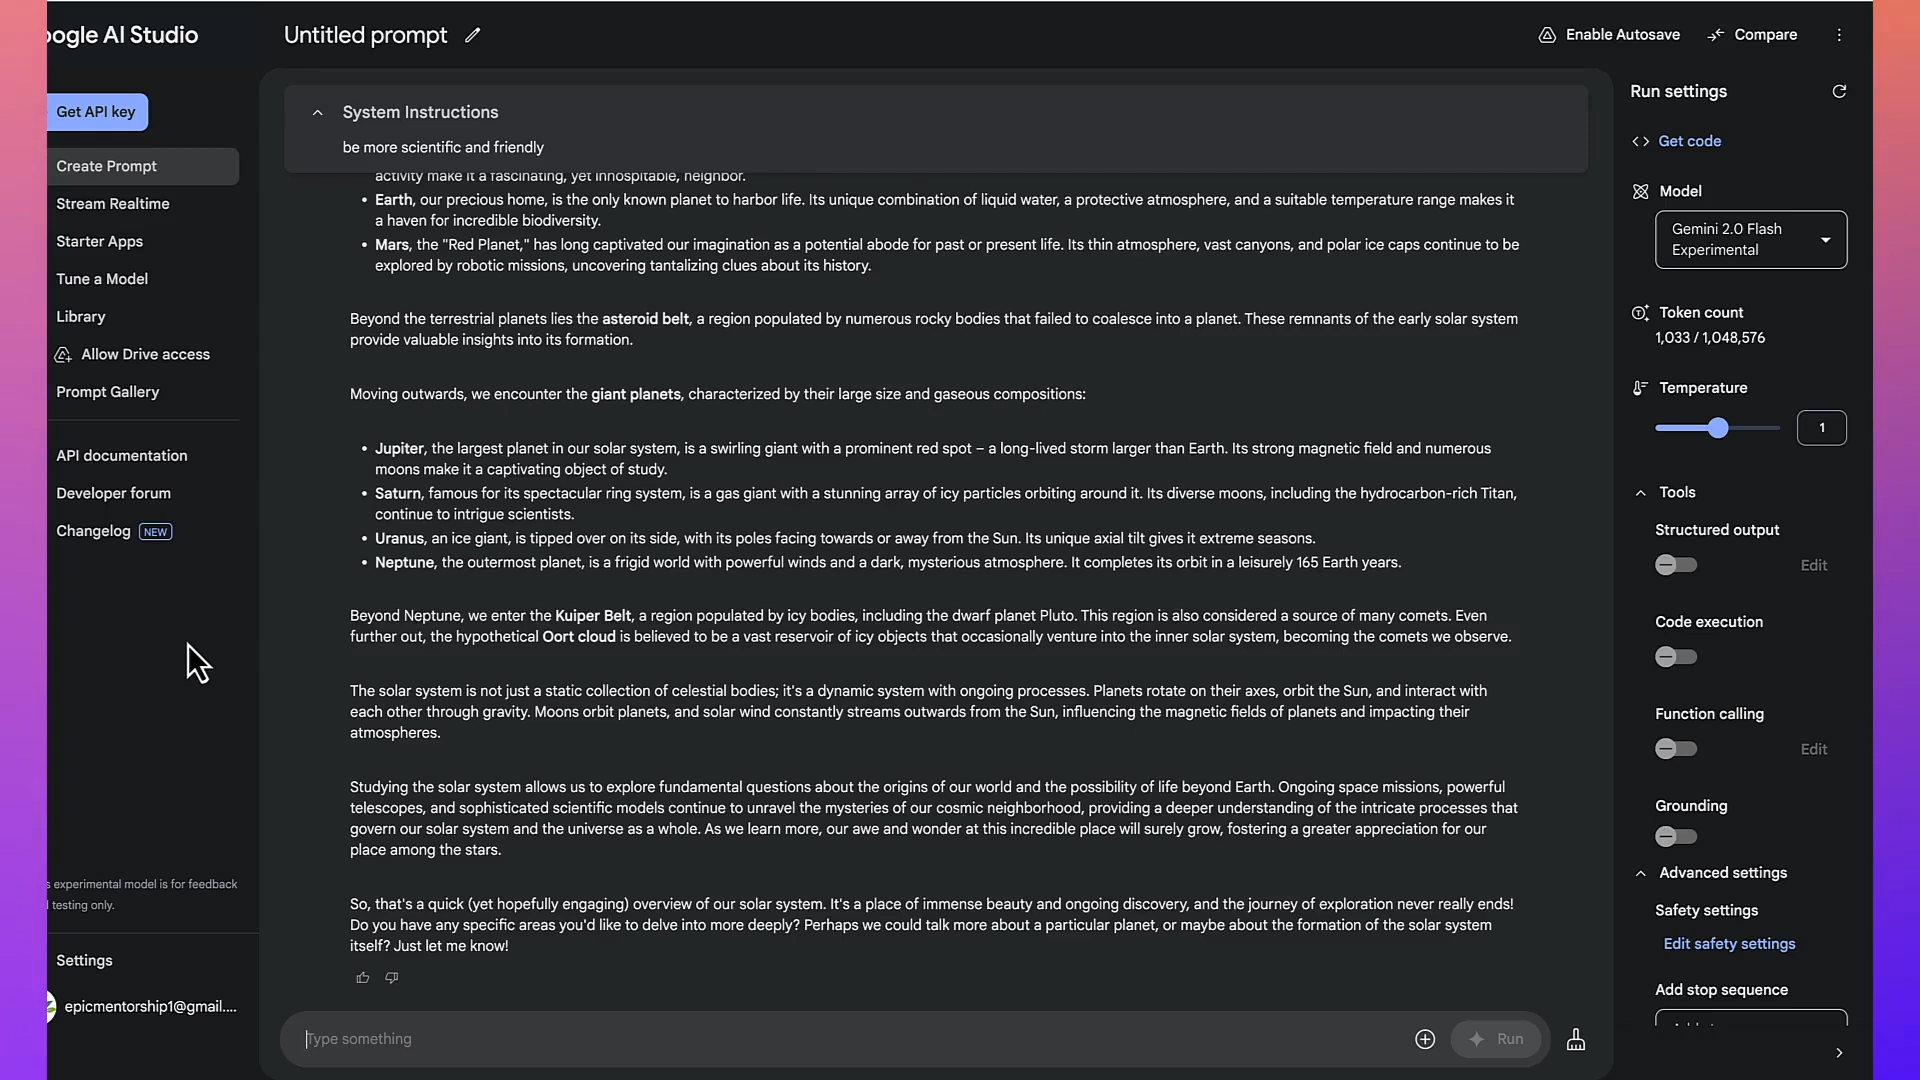 oogle AI Studio
Untitled prompt
Enable Autosave
Compare
Get API key
Create Prompt
Stream Realtime
Starter Apps
Tune a Model
Library
Allow Drive access
Prompt Gallery
API documentation
Developer forum
Changelog NEW
s experimental model is for feedback
testing only.
Settings
epicmentorship1@gmail....
System Instructions
be more scientific and friendly
activity make it a fascinating, yet inhospitable, neighbor.
• Earth, our precious home, is the only known planet to harbor life. Its unique combination of liquid water, a protective atmosphere, and a suitable temperature range makes it
a haven for incredible biodiversity.
• Mars, the "Red Planet," has long captivated our imagination as a potential abode for past or present life. Its thin atmosphere, vast canyons, and polar ice caps continue to be
explored by robotic missions, uncovering tantalizing clues about its history.
Beyond the terrestrial planets lies the asteroid belt, a region populated by numerous rocky bodies that failed to coalesce into a planet. These remnants of the early solar system
provide valuable insights into its formation.
Moving outwards, we encounter the giant planets, characterized by their large size and gaseous compositions:
• Jupiter, the largest planet in our solar system, is a swirling giant with a prominent red spot – a long-lived storm larger than Earth. Its strong magnetic field and numerous
moons make it a captivating object of study.
• Saturn, famous for its spectacular ring system, is a gas giant with a stunning array of icy particles orbiting around it. Its diverse moons, including the hydrocarbon-rich Titan,
continue to intrigue scientists.
• Uranus, an ice giant, is tipped over on its side, with its poles facing towards or away from the Sun. Its unique axial tilt gives it extreme seasons.
• Neptune, the outermost planet, is a frigid world with powerful winds and a dark, mysterious atmosphere. It completes its orbit in a leisurely 165 Earth years.
Beyond Neptune, we enter the Kuiper Belt, a region populated by icy bodies, including the dwarf planet Pluto. This region is also considered a source of many comets. Even
further out, the hypothetical Oort cloud is believed to be a vast reservoir of icy objects that occasionally venture into the inner solar system, becoming the comets we observe.
The solar system is not just a static collection of celestial bodies; it's a dynamic system with ongoing processes. Planets rotate on their axes, orbit the Sun, and interact with
each other through gravity. Moons orbit planets, and solar wind constantly streams outwards from the Sun, influencing the magnetic fields of planets and impacting their
atmospheres.
Studying the solar system allows us to explore fundamental questions about the origins of our world and the possibility of life beyond Earth. Ongoing space missions, powerful
telescopes, and sophisticated scientific models continue to unravel the mysteries of our cosmic neighborhood, providing a deeper understanding of the intricate processes that
govern our solar system and the universe as a whole. As we learn more, our awe and wonder at this incredible place will surely grow, fostering a greater appreciation for our
place among the stars.
So, that's a quick (yet hopefully engaging) overview of our solar system. It's a place of immense beauty and ongoing discovery, and the journey of exploration never really ends!
Do you have any specific areas you'd like to delve into more deeply? Perhaps we could talk more about a particular planet, or maybe about the formation of the solar system
itself? Just let me know!
Type something
Run
Run settings
Get code
Model
Gemini 2.0 Flash
Experimental
Token count
1,033 / 1,048,576
Temperature
1
Tools
Structured output
Edit
Code execution
Function calling
Edit
Grounding
Advanced settings
Safety settings
Edit safety settings
Add stop sequence